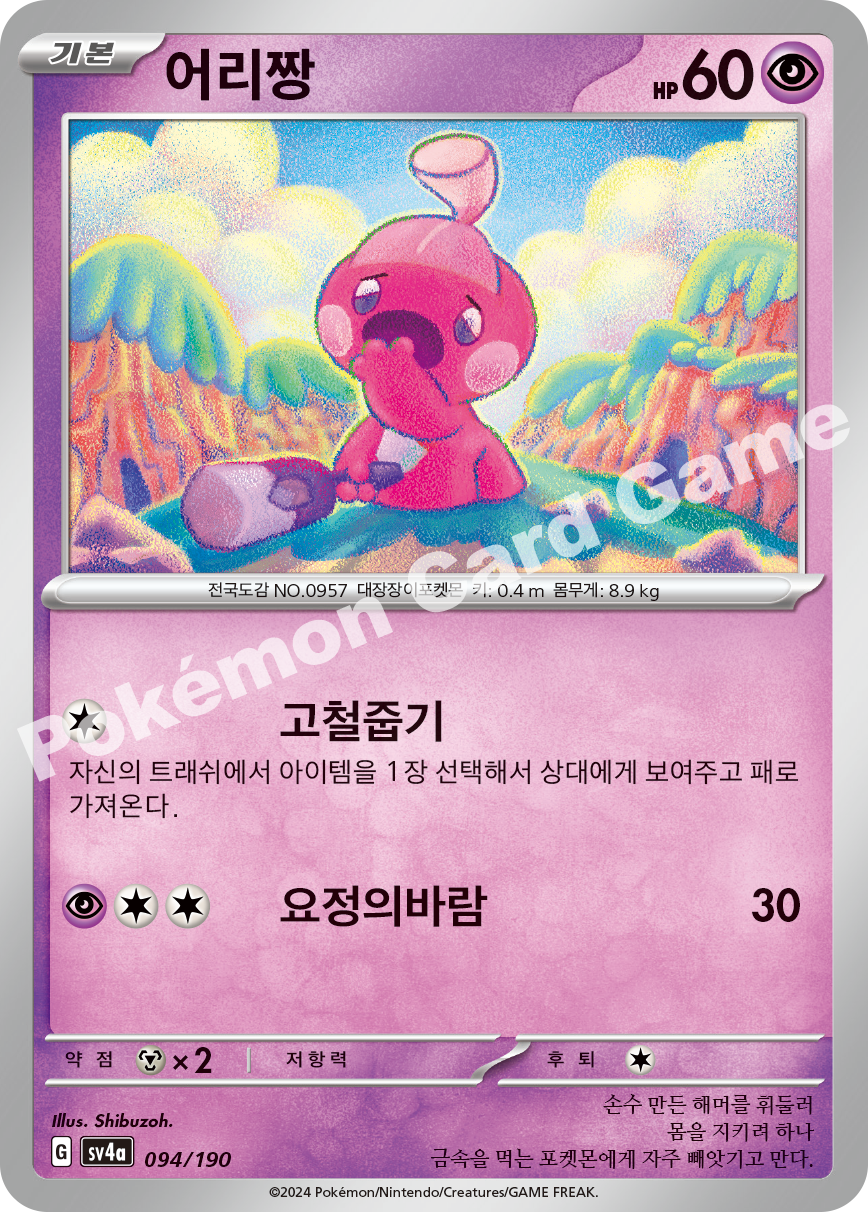 기본 어리짱 HP 60
전국도감 NO.0957 대장장이포켓몬 키: 0.4 m 몸무게: 8.9 kg
Pokémon Card Game
고철줍기
자신의 트래쉬에서 아이템을 1장 선택해서 상대에게 보여주고 패로
가져온다.
요정의바람 30
약점 ×2 저항력 후퇴
Illus. Shibuzoh.
손수 만든 해머를 휘둘러
몸을 지키려 하나
금속을 먹는 포켓몬에게 자주 빼앗기고 만다.
G sv4a 094/190
©2024 Pokémon/Nintendo/Creatures/GAME FREAK.